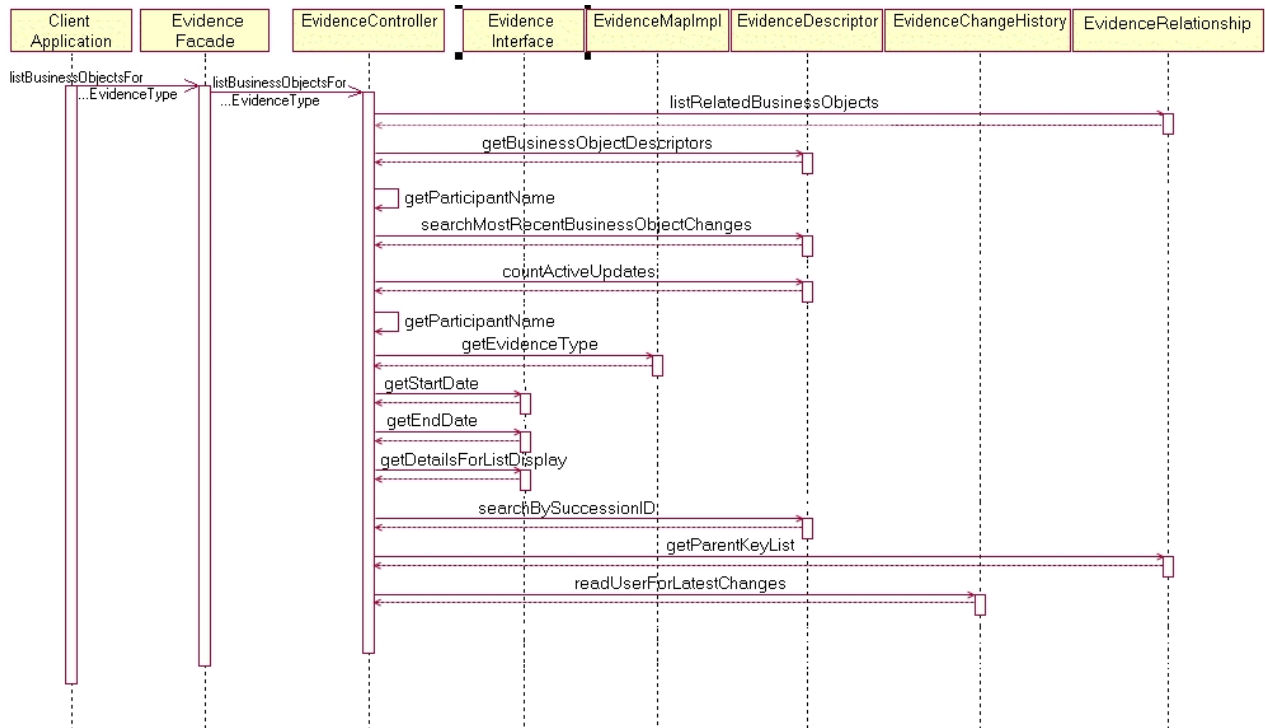 Client
Application
Evidence
Facade
EvidenceController
Evidence
Interface
EvidenceMapImpl
EvidenceDescriptor
EvidenceChangeHistory
EvidenceRelationship
listBusinessObjectsFor
...EvidenceType
listBusinessObjectsFor
...EvidenceType
listRelatedBusinessObjects
getBusinessObjectDescriptors
getParticipantName
searchMostRecentBusinessObjectChanges
countActiveUpdates
getParticipantName
getEvidenceType
getStartDate
getEndDate
getDetailsForListDisplay
searchBySuccessionID
getParentKeyList
readUserForLatestChanges